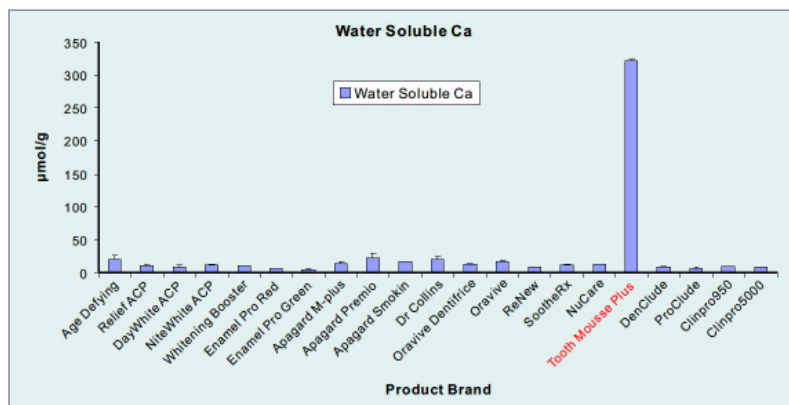 Water Soluble Ca
350
300
250
200
150
100
50
0
µmol/g
Water Soluble Ca
Age Defying
Relief ACP
DayWhite ACP
NiteWhite ACP
Whitening Booster
Enamel Pro Red
Enamel Pro Green
Apagard M-plus
Apagard Premio
Apagard Smokin
Dr Collins
Oravive Dentifrice
Oravive
ReNew
SootheRx
NuCare
Tooth Mousse Plus
DenClude
ProClude
Clinpro950
Clinpro5000
Product Brand